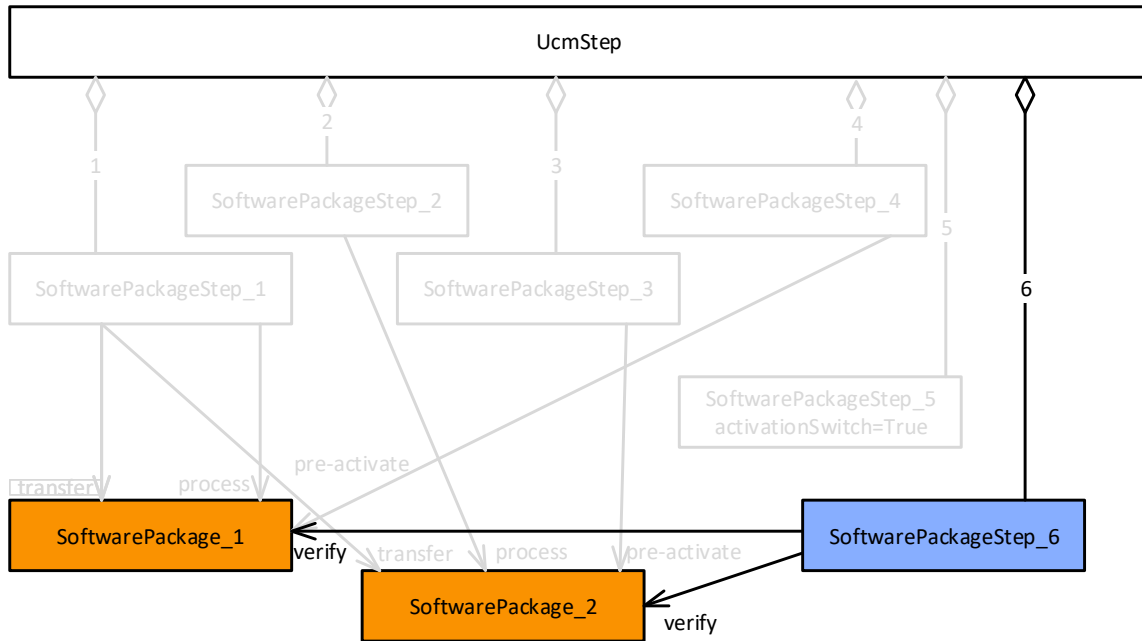 UcmStep
1
2
3
4
5
6
SoftwarePackageStep_2
SoftwarePackageStep_4
SoftwarePackageStep_1
SoftwarePackageStep_3
SoftwarePackageStep_5
activationSwitch=True
pre-activate
transfer
process
SoftwarePackage_1
SoftwarePackageStep_6
verify
transfer
process
pre-activate
SoftwarePackage_2
verify